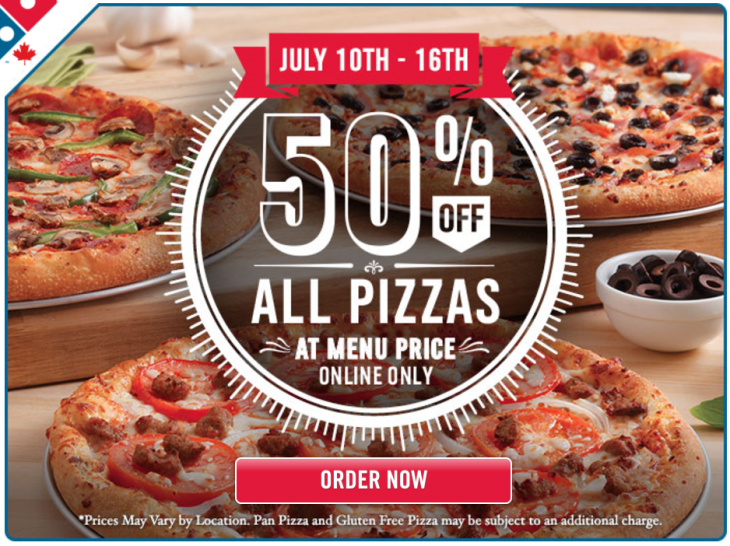 JULY 10TH - 16TH
50%
OFF
ALL PIZZAS
AT MENU PRICE
ONLINE ONLY
ORDER NOW
*Prices May Vary by Location. Pan Pizza and Gluten Free Pizza may be subject to an additional charge.